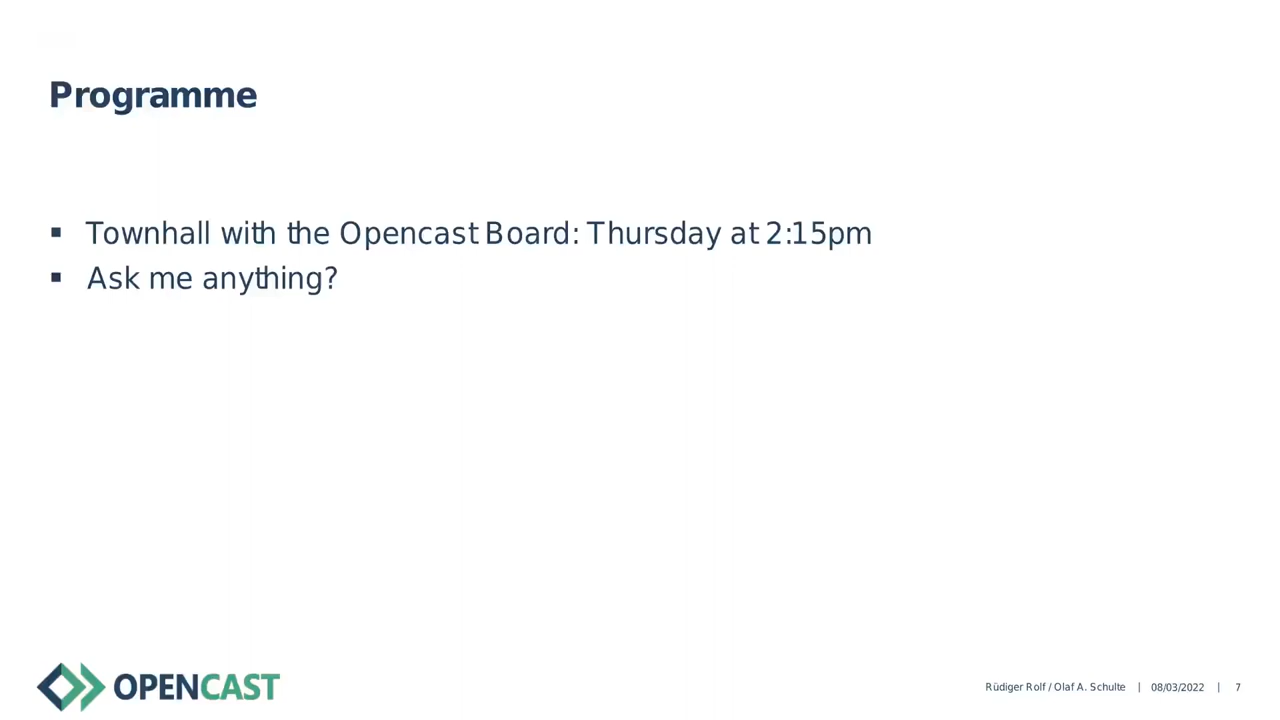 Programme
▪ Townhall with the Opencast Board: Thursday at 2:15pm
▪ Ask me anything?
OPENCAST
Rüdiger Rolf / Olaf A. Schulte | 08/03/2022 | 7